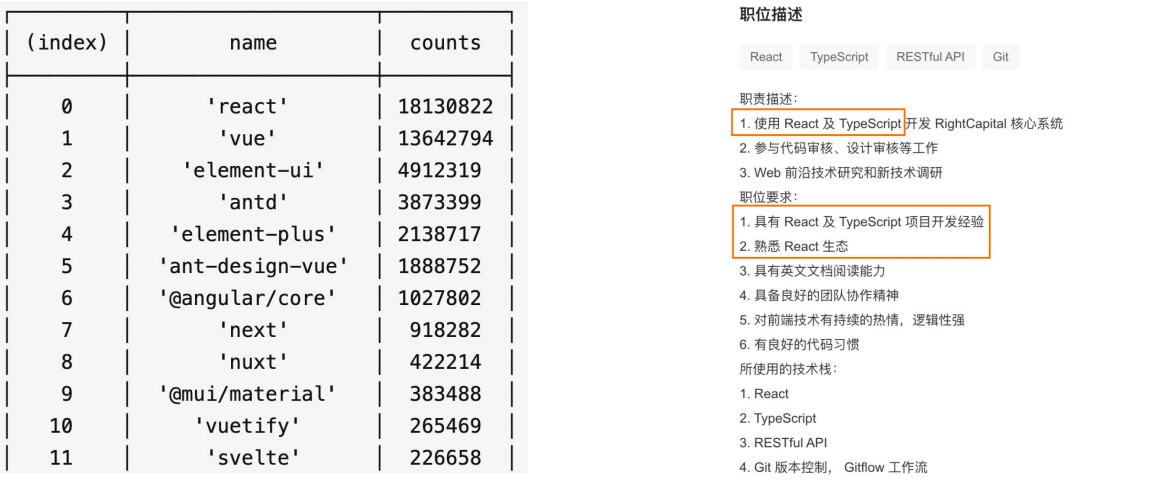 (index) name counts
0 'react' 18130822
1 'vue' 13642794
2 'element-ui' 4912319
3 'antd' 3873399
4 'element-plus' 2138717
5 'ant-design-vue' 1888752
6 '@angular/core' 1027802
7 'next' 918282
8 'nuxt' 422214
9 '@mui/material' 383488
10 'vuetify' 265469
11 'svelte' 226658
职位描述
React TypeScript RESTful API Git
职责描述：
1. 使用 React 及 TypeScript 开发 RightCapital 核心系统
2. 参与代码审核、设计审核等工作
3. Web 前沿技术研究和新技术调研
职位要求：
1. 具有 React 及 TypeScript 项目开发经验
2. 熟悉 React 生态
3. 具有英文文档阅读能力
4. 具备良好的团队协作精神
5. 对前端技术有持续的热情，逻辑性强
6. 有良好的代码习惯
所使用的技术栈：
1. React
2. TypeScript
3. RESTful API
4. Git 版本控制， Gitflow 工作流